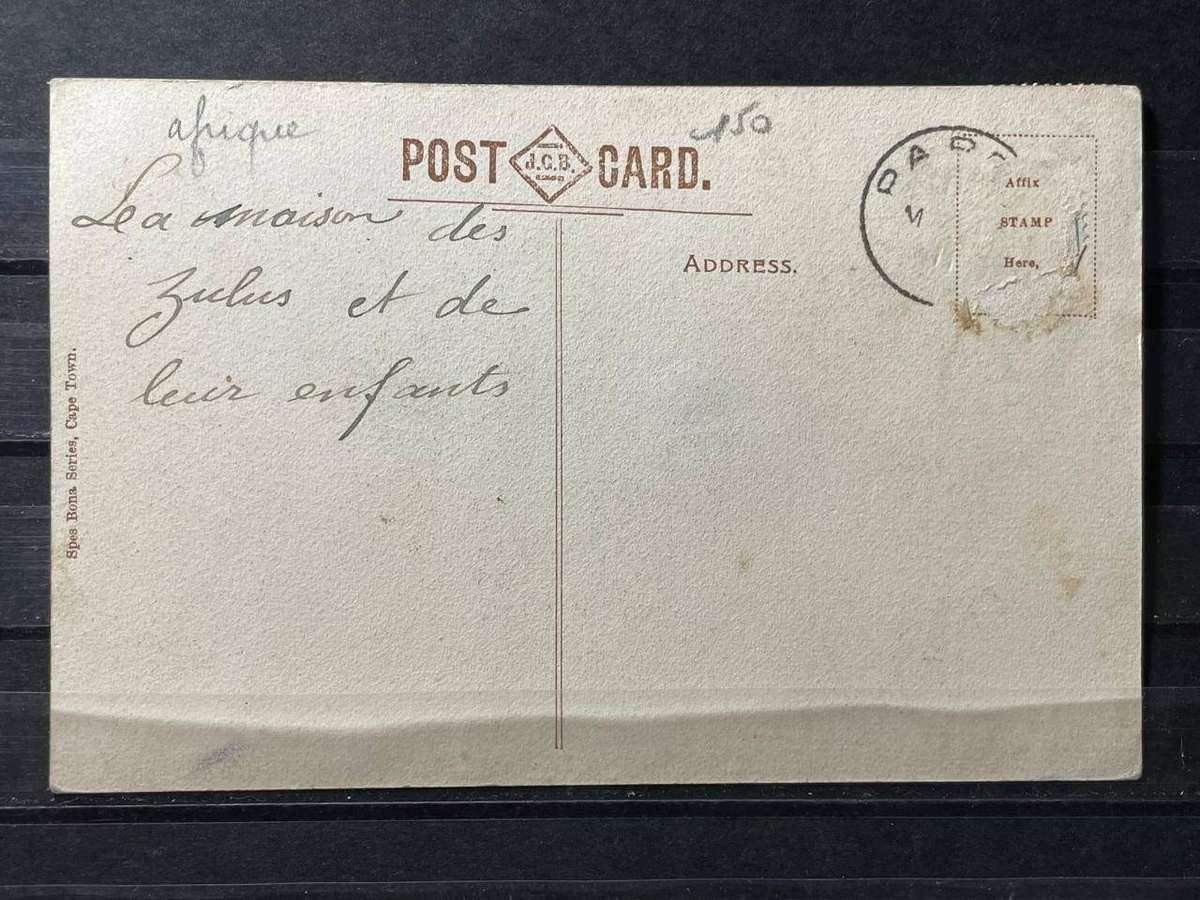 afrique
150
POST J.C.B. CARD.
La maison des
zulus et de
leur enfants
ADDRESS.
Affix
STAMP
Here,
Spes Bona Series, Cape Town.